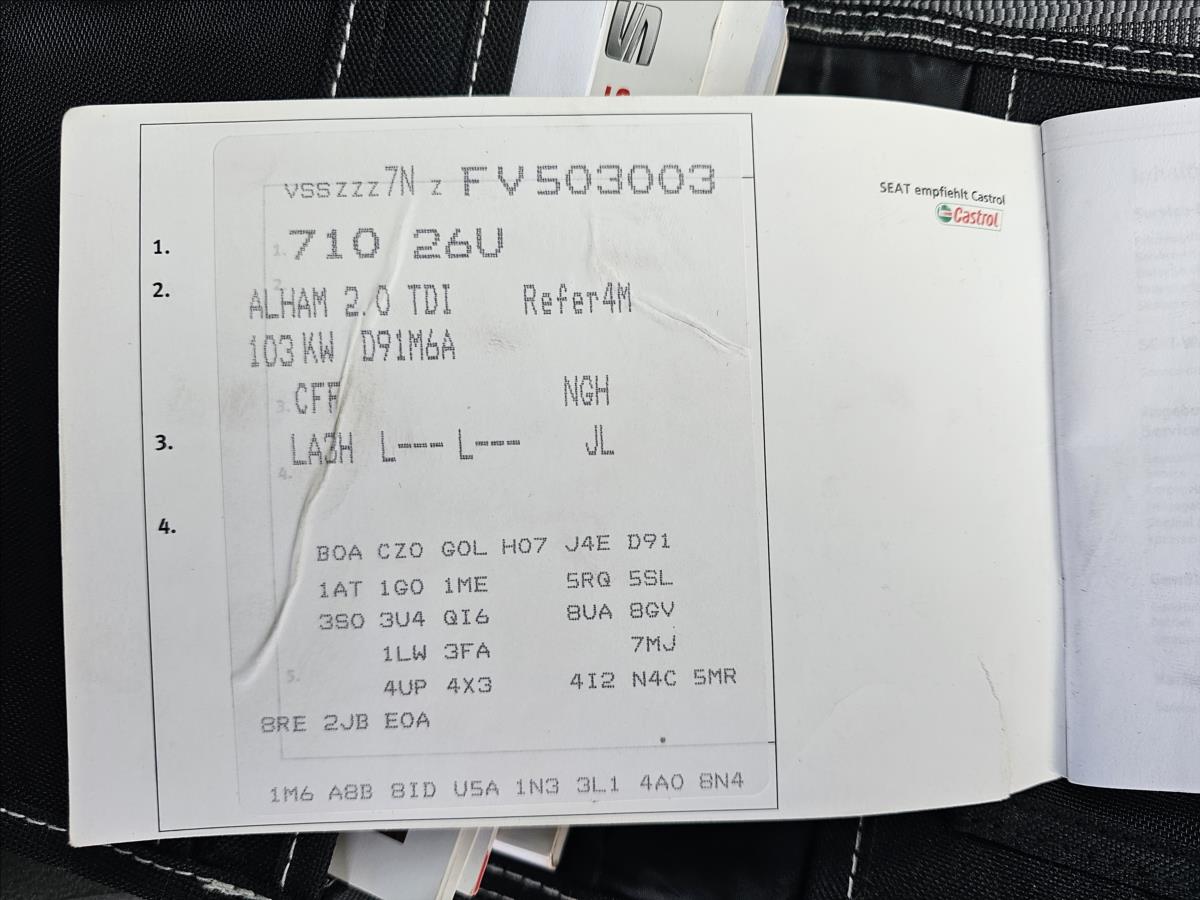 VSSZZZ7N Z FV503003
1. 710 26U
2. ALHAM 2.0 TDI Refer4M
103 KW D91M6A
CFF NGH
3. LA3H L--- L--- JL
4.
BOA CZO GOL H07 J4E D91
1AT 1G0 1ME 5RQ 5SL
3S0 3U4 QI6 8UA 8GV
1LW 3FA 7MJ
4UP 4X3 4I2 N4C 5MR
8RE 2JB E0A
1M6 A8B 8ID U5A 1N3 3L1 4A0 8N4
SEAT empfiehlt Castrol
Castrol